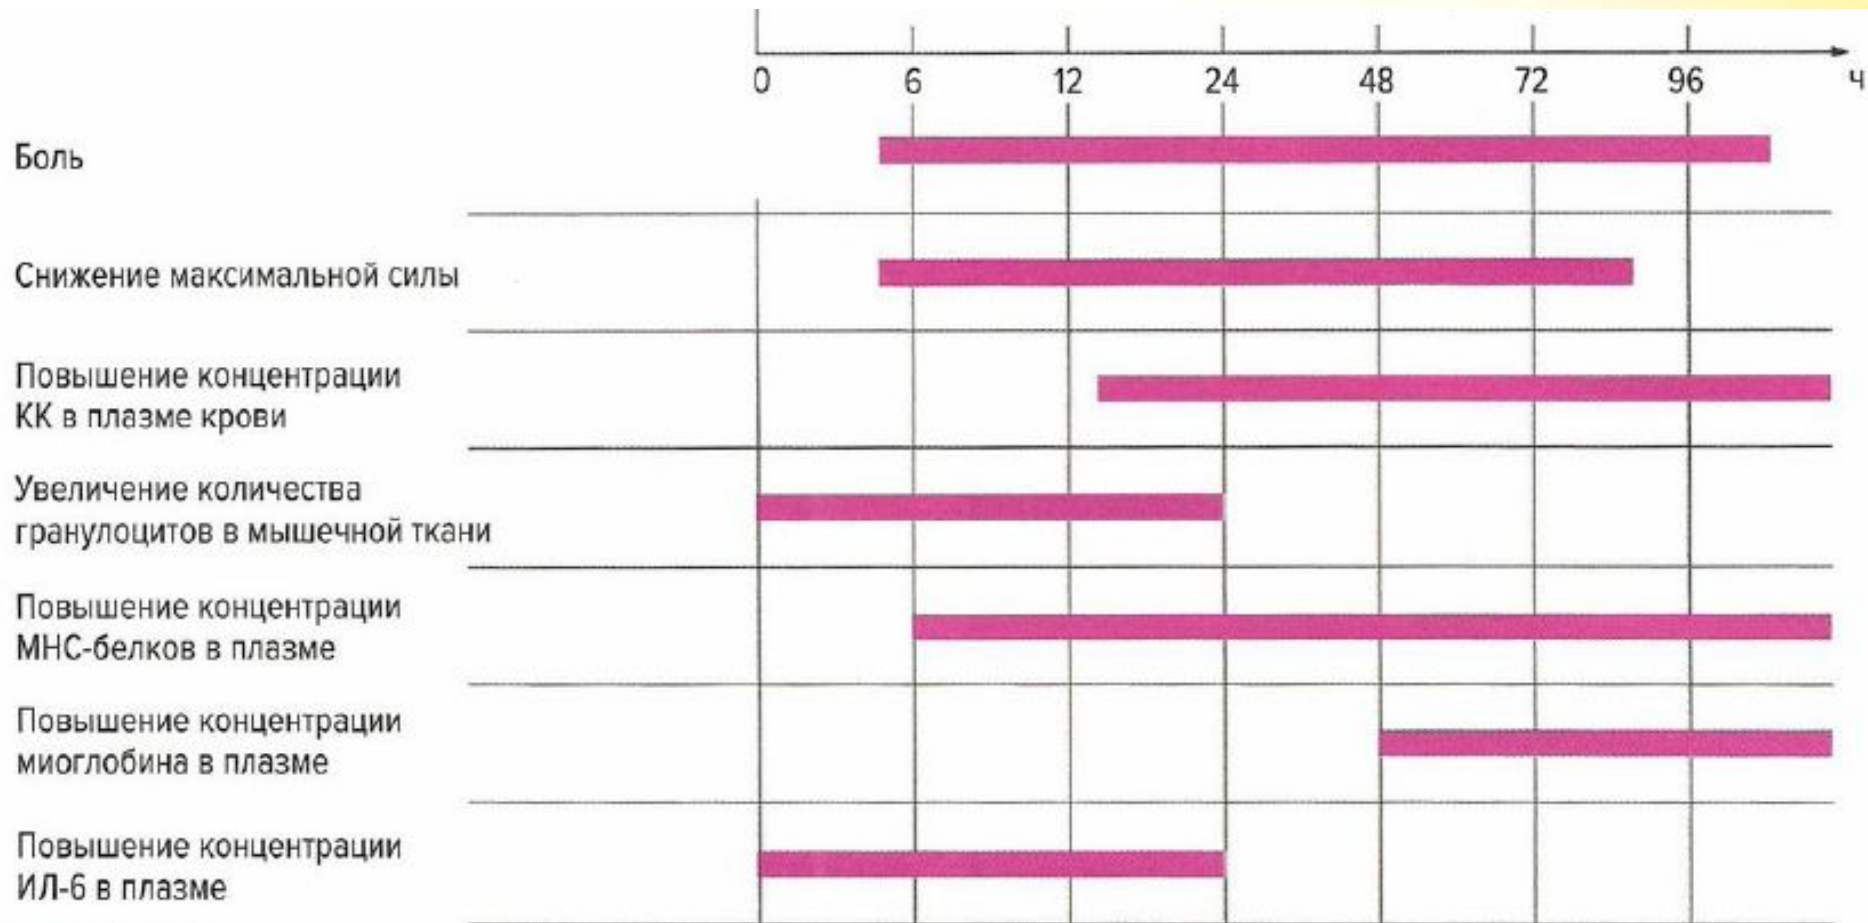 0 6 12 24 48 72 96 ч
Боль
Снижение максимальной силы
Повышение концентрации
КК в плазме крови
Увеличение количества
гранулоцитов в мышечной ткани
Повышение концентрации
МНС-белков в плазме
Повышение концентрации
миоглобина в плазме
Повышение концентрации
ИЛ-6 в плазме